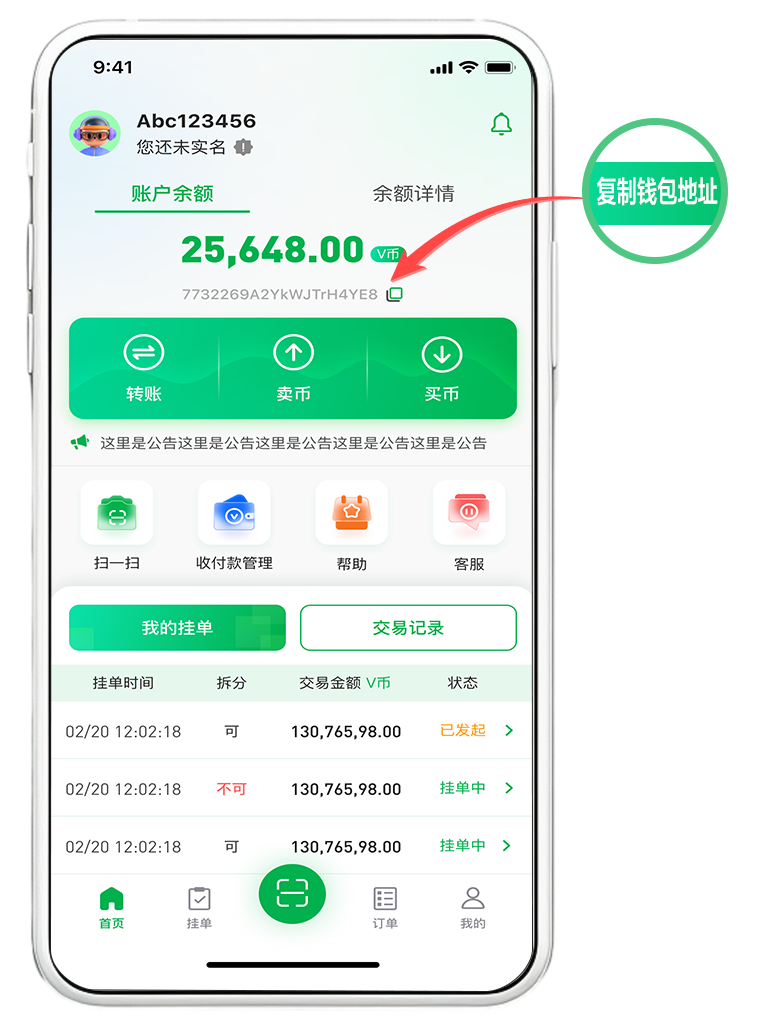 9:41
Abc123456
您还未实名
账户余额 余额详情
复制钱包地址
25,648.00 V币
7732269A2YkWJTrH4YE8
转账 卖币 买币
这里是公告这里是公告这里是公告这里是公告这里是公告
扫一扫 收付款管理 帮助 客服
我的挂单 交易记录
挂单时间 拆分 交易金额 V币 状态
02/20 12:02:18 可 130,765,98.00 已发起
02/20 12:02:18 不可 130,765,98.00 挂单中
02/20 12:02:18 可 130,765,98.00 挂单中
首页 挂单 订单 我的